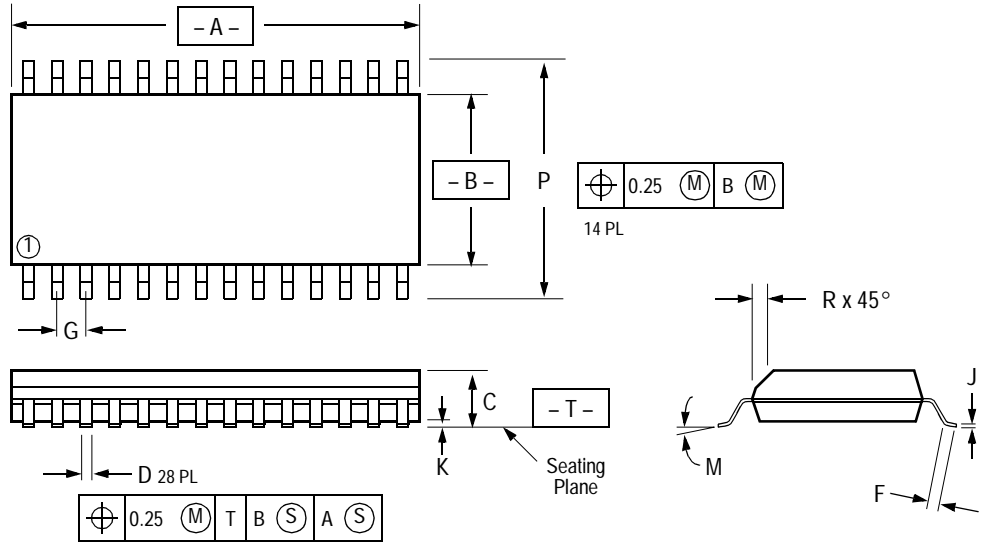 – A –
– B –
P
⌖ 0.25 Ⓜ B Ⓜ
14 PL
①
G
R x 45°
C
– T –
J
K
Seating
Plane
M
D 28 PL
F
⌖ 0.25 Ⓜ T B Ⓢ A Ⓢ